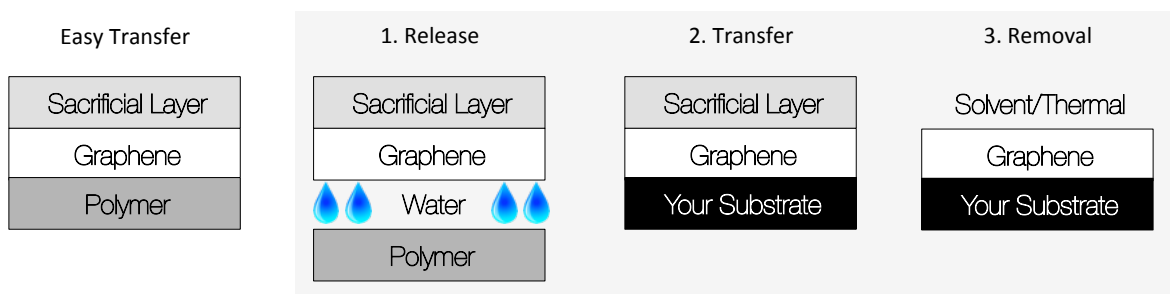 Easy Transfer
Sacrificial Layer
Graphene
Polymer
1. Release
Sacrificial Layer
Graphene
Water
Polymer
2. Transfer
Sacrificial Layer
Graphene
Your Substrate
3. Removal
Solvent/Thermal
Graphene
Your Substrate